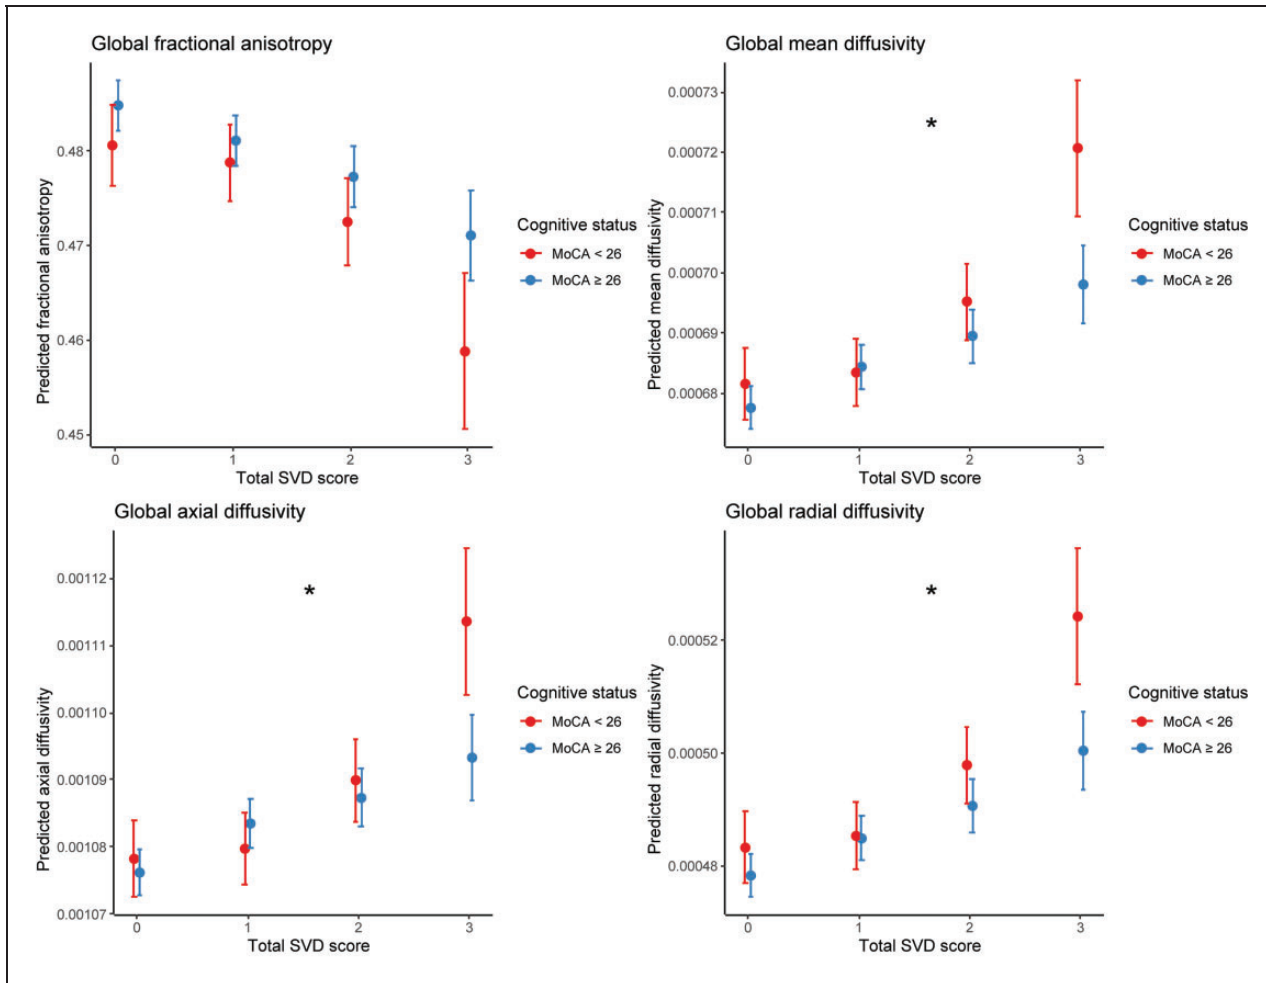 Global fractional anisotropy
Predicted fractional anisotropy
0.48
0.47
0.46
0.45
0 1 2 3
Total SVD score
Cognitive status
MoCA < 26
MoCA ≥ 26
Global mean diffusivity
*
Predicted mean diffusivity
0.00073
0.00072
0.00071
0.00070
0.00069
0.00068
0 1 2 3
Total SVD score
Cognitive status
MoCA < 26
MoCA ≥ 26
Global axial diffusivity
*
Predicted axial diffusivity
0.00112
0.00111
0.00110
0.00109
0.00108
0.00107
0 1 2 3
Total SVD score
Cognitive status
MoCA < 26
MoCA ≥ 26
Global radial diffusivity
*
Predicted radial diffusivity
0.00052
0.00050
0.00048
0 1 2 3
Total SVD score
Cognitive status
MoCA < 26
MoCA ≥ 26